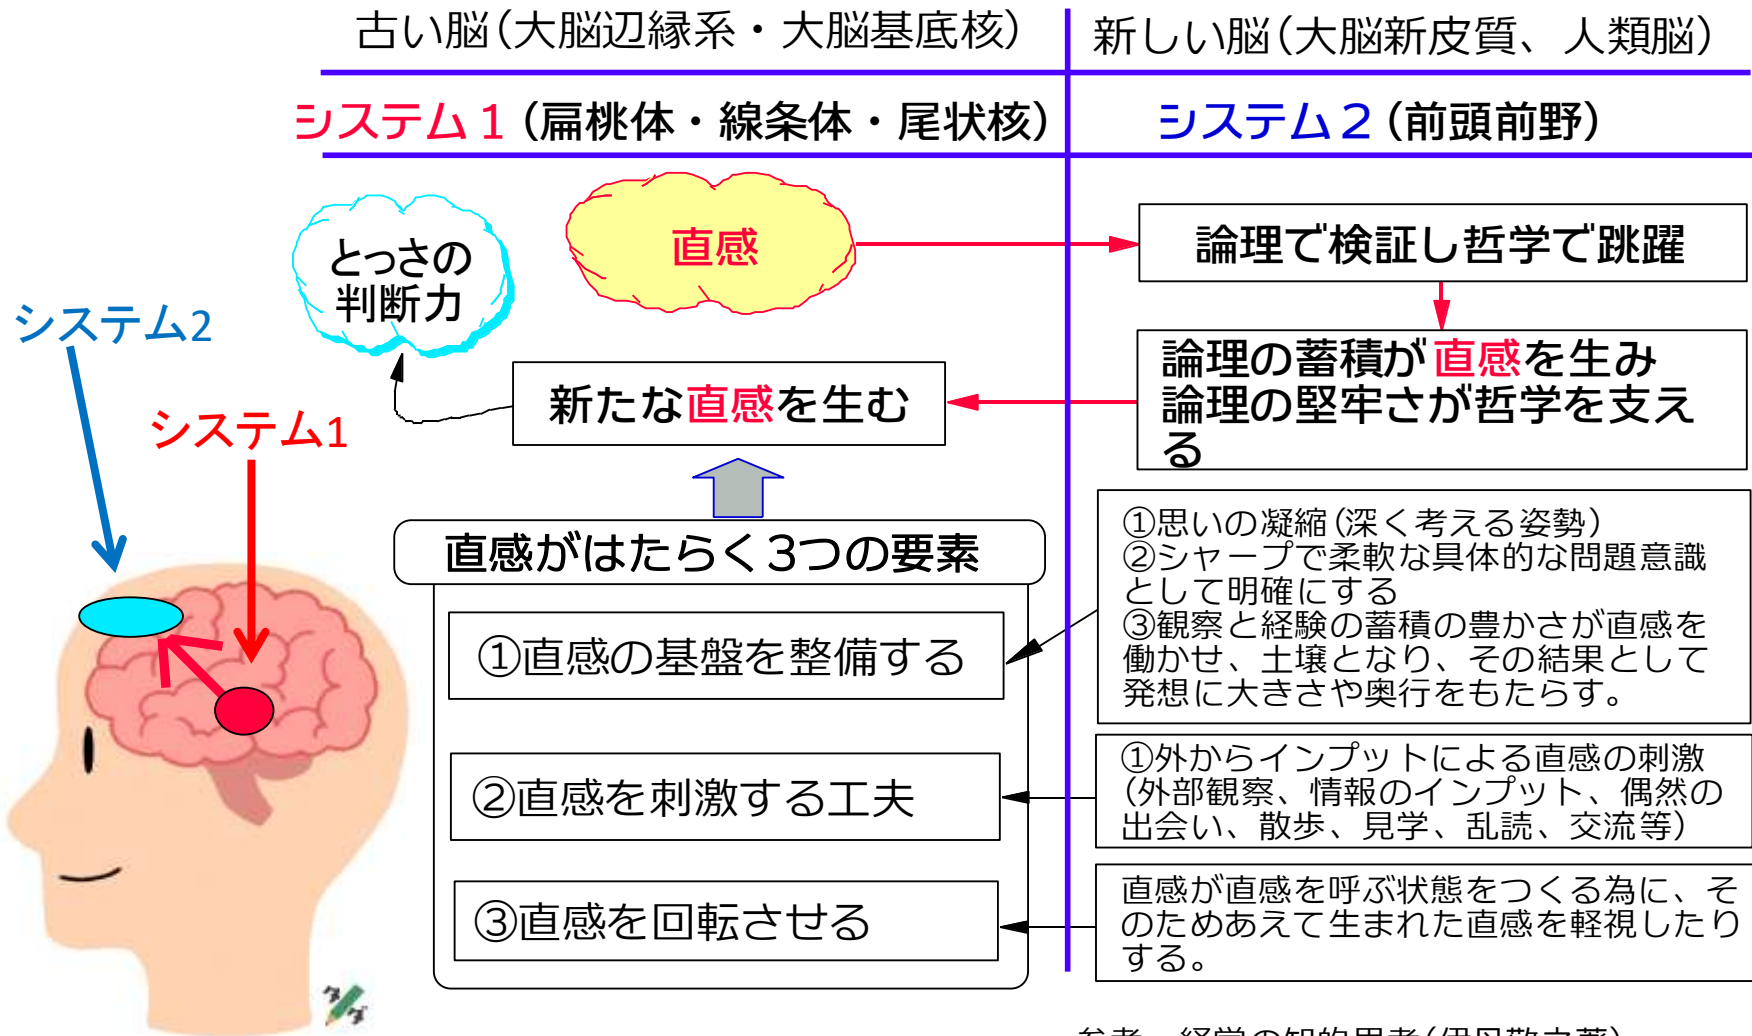 古い脳(大脳辺縁系・大脳基底核)
新しい脳(大脳新皮質、人類脳)
システム1(扁桃体・線条体・尾状核)
システム2(前頭前野)
とっさの
判断力
直感
論理で検証し哲学で跳躍
システム2
論理の蓄積が直感を生み
論理の堅牢さが哲学を支え
る
新たな直感を生む
システム1
直感がはたらく3つの要素
①思いの凝縮(深く考える姿勢)
②シャープで柔軟な具体的な問題意識
として明確にする
③観察と経験の蓄積の豊かさが直感を
働かせ、土壌となり、その結果として
発想に大きさや奥行をもたらす。
①直感の基盤を整備する
①外からインプットによる直感の刺激
(外部観察、情報のインプット、偶然の
出会い、散歩、見学、乱読、交流等)
②直感を刺激する工夫
直感が直感を呼ぶ状態をつくる為に、そ
のためあえて生まれた直感を軽視したり
する。
③直感を回転させる